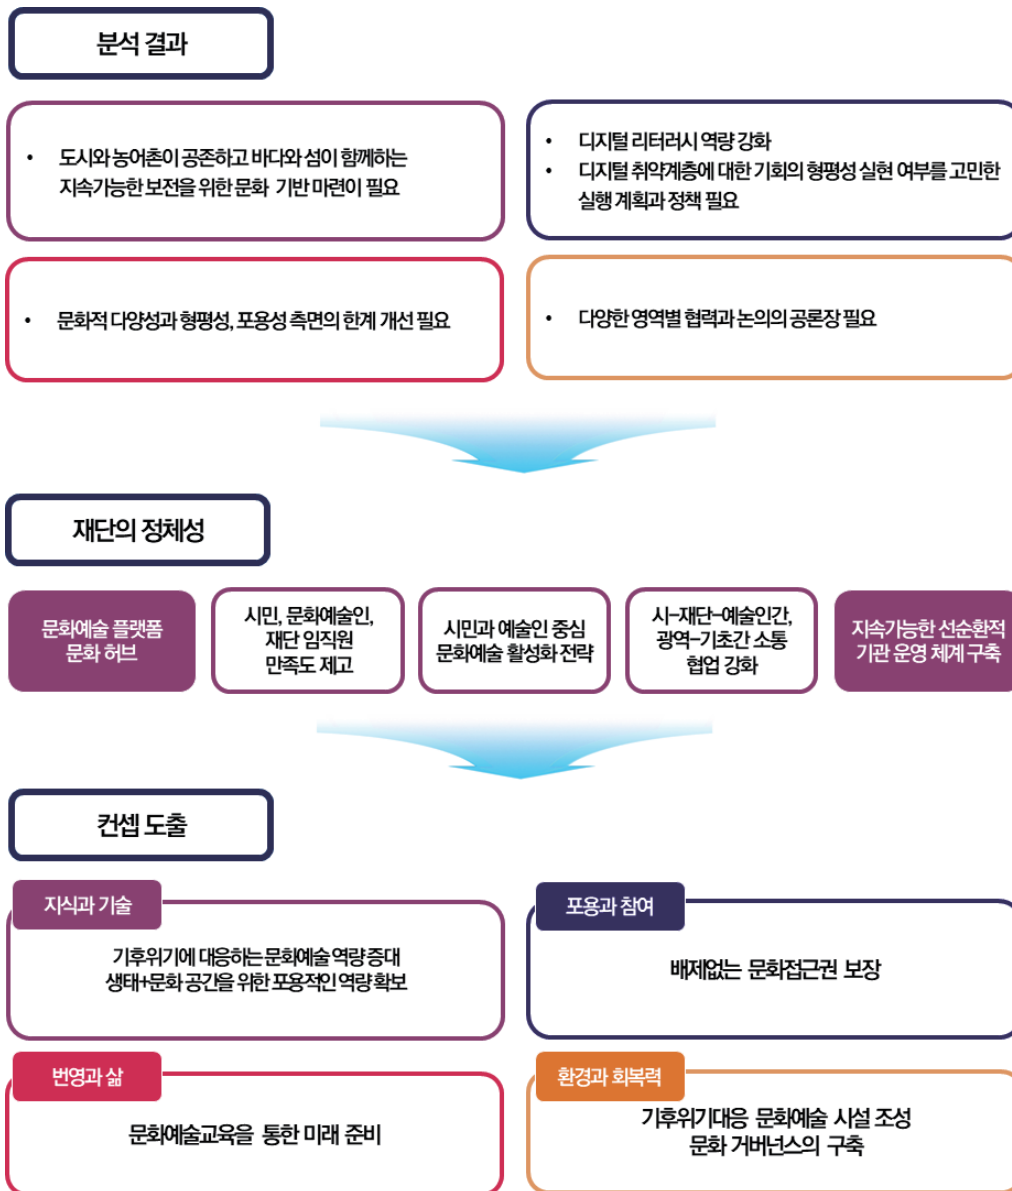 분석 결과
• 도시와 농어촌이 공존하고 바다와 섬이 함께하는
지속가능한 보전을 위한 문화 기반 마련이 필요
• 디지털 리터러시 역량 강화
• 디지털 취약계층에 대한 기회의 형평성 실현 여부를 고민한
실행 계획과 정책 필요
• 문화적 다양성과 형평성, 포용성 측면의 한계 개선 필요
• 다양한 영역별 협력과 논의의 공론장 필요
재단의 정체성
문화예술 플랫폼
문화 허브
시민, 문화예술인,
재단 임직원
만족도 제고
시민과 예술인 중심
문화예술 활성화 전략
시-재단-예술인간,
광역-기초간 소통
협업 강화
지속가능한 선순환적
기관 운영 체계 구축
컨셉 도출
지식과 기술
기후위기에 대응하는 문화예술 역량 증대
생태+문화 공간을 위한 포용적인 역량 확보
포용과 참여
배제없는 문화접근권 보장
번영과 삶
문화예술교육을 통한 미래 준비
환경과 회복력
기후위기대응 문화예술 시설 조성
문화 거버넌스의 구축